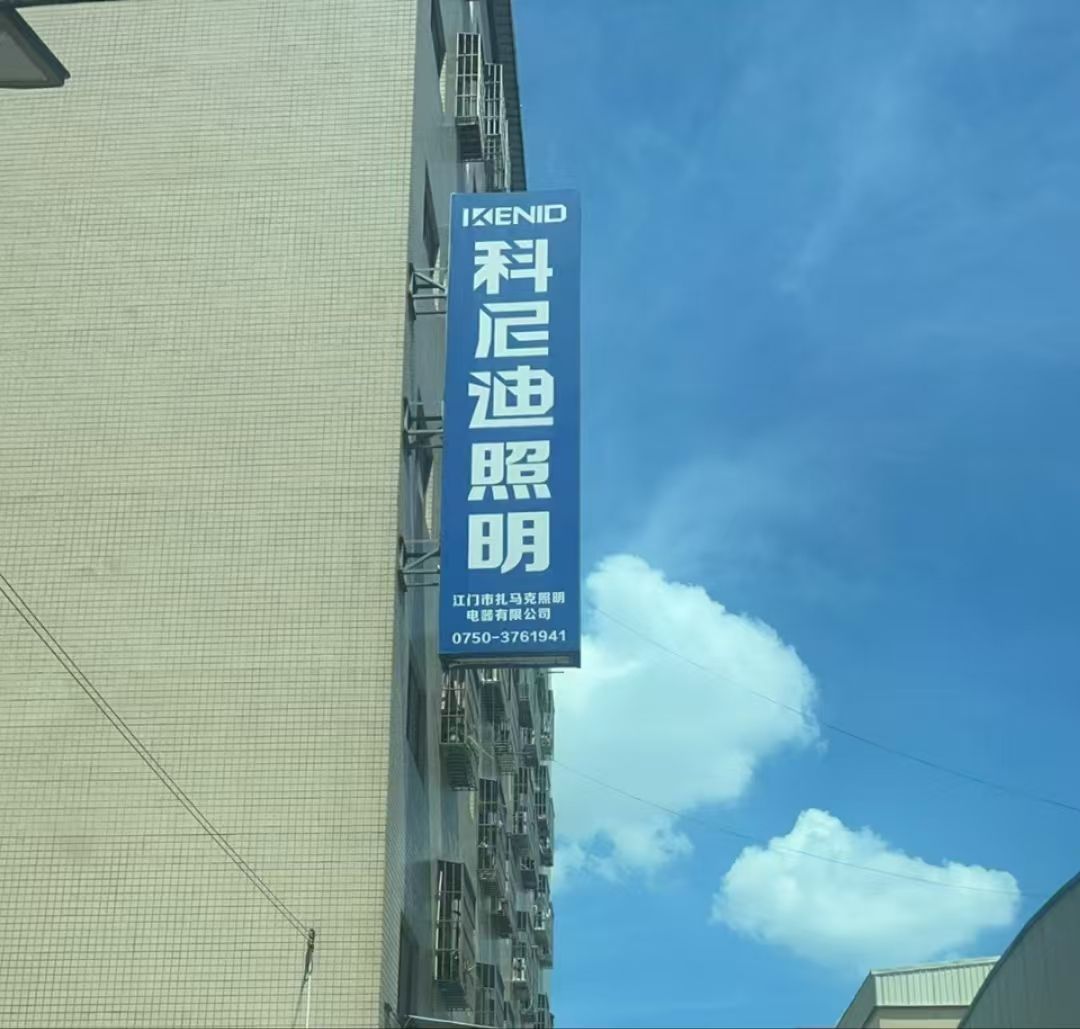 KENID
科尼迪照明
江门市扎马克照明
电器有限公司
0750-3761941